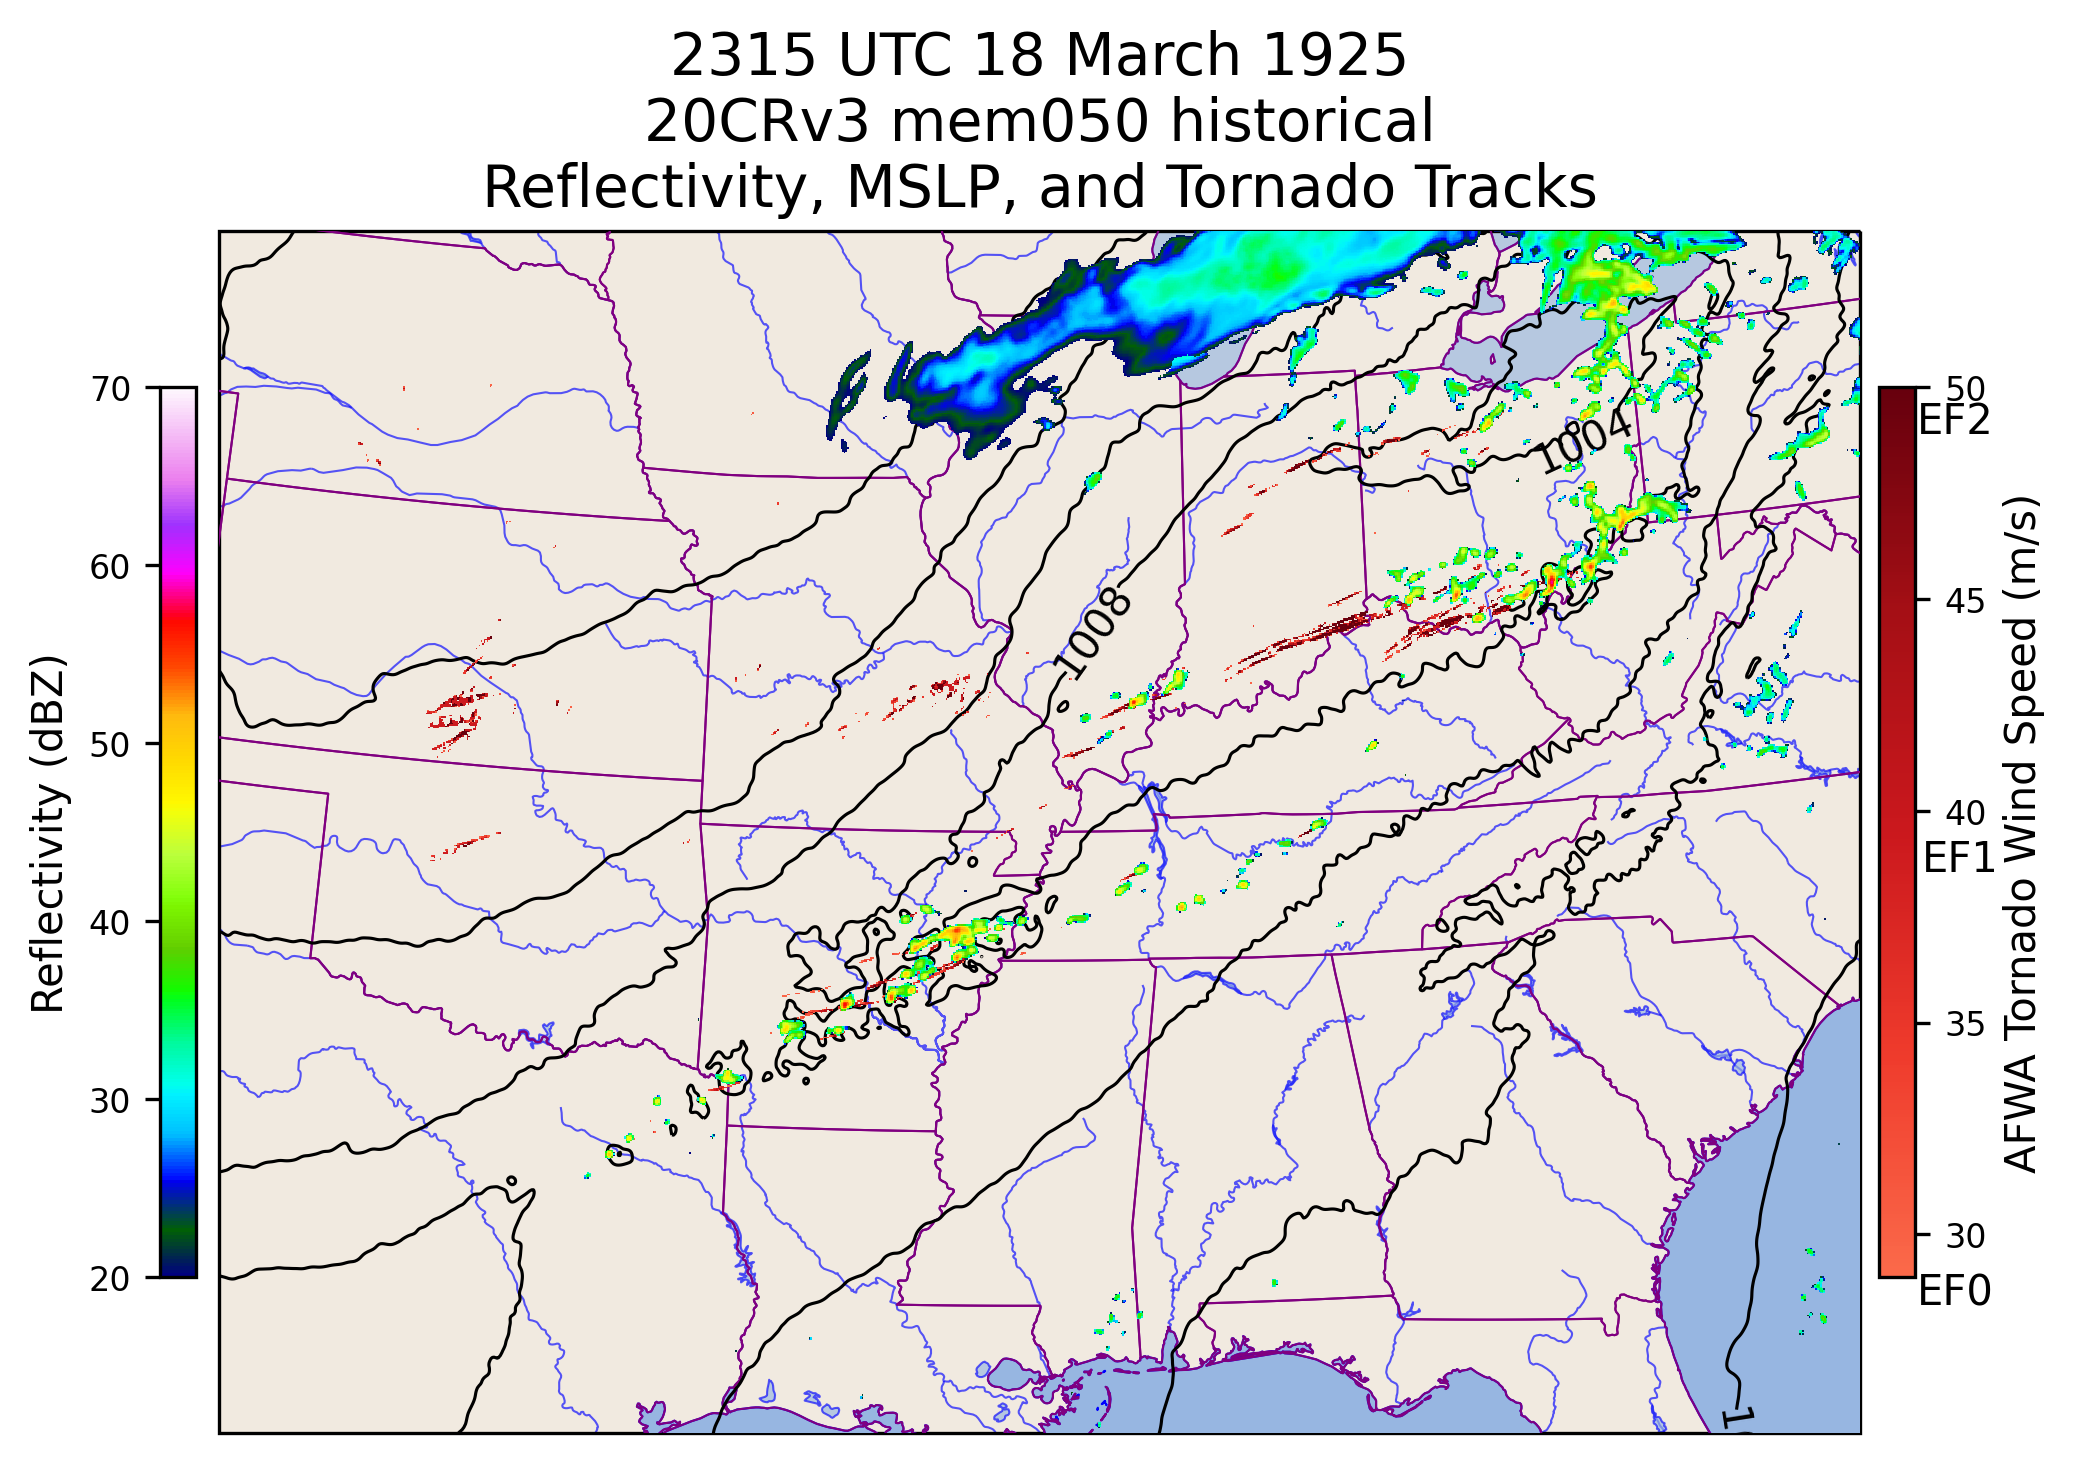 2315 UTC 18 March 1925
20CRv3 mem050 historical
Reflectivity, MSLP, and Tornado Tracks
70
60
50
40
30
20
Reflectivity (dBZ)
1004
1008
1
50
EF2
45
40
EF1
35
30
EF0
AFWA Tornado Wind Speed (m/s)